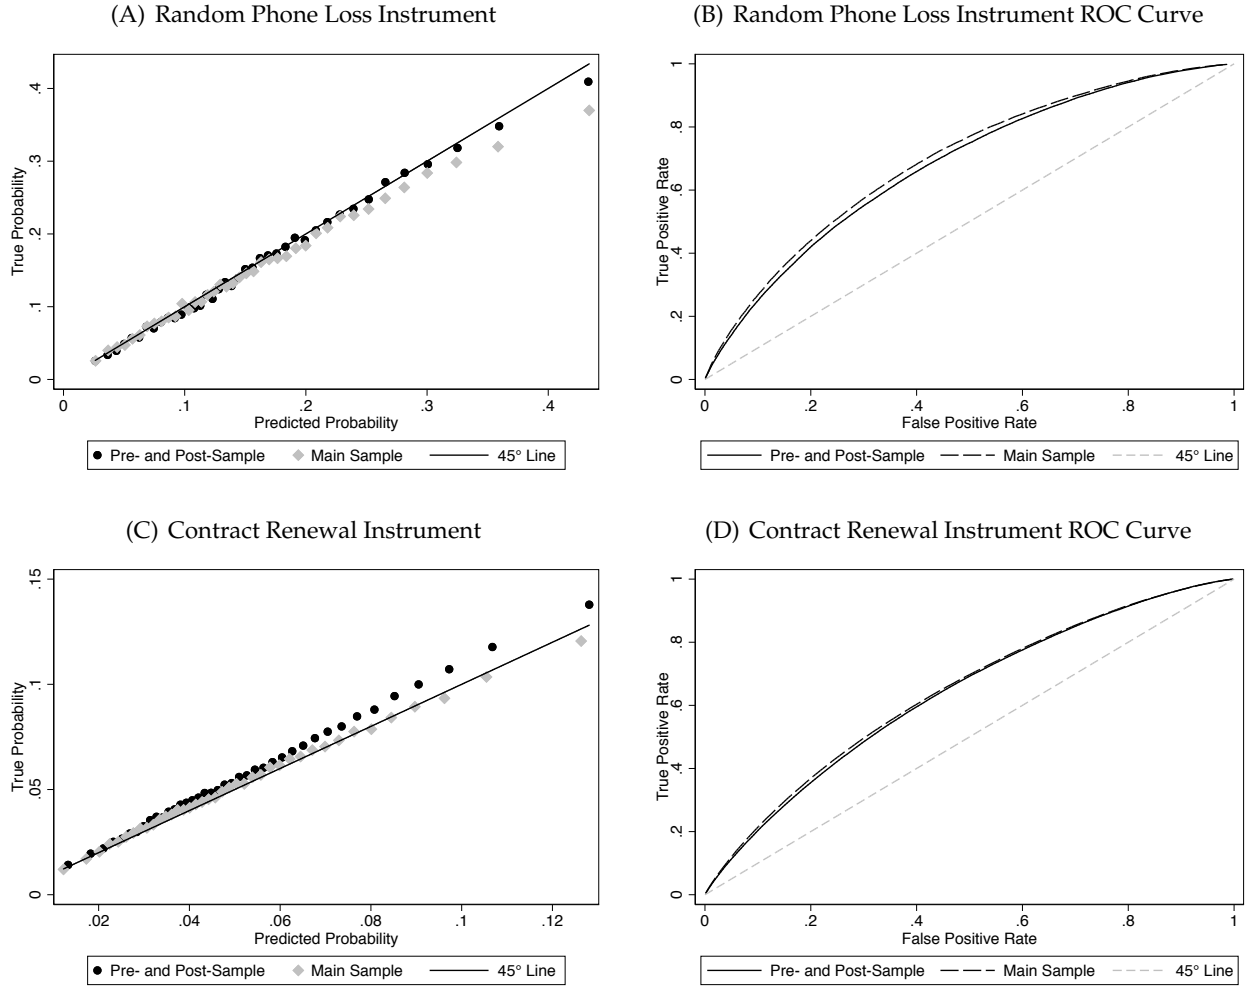 (A) Random Phone Loss Instrument
True Probability
.4
.3
.2
.1
0
0 .1 .2 .3 .4
Predicted Probability
Pre- and Post-Sample Main Sample 45° Line
(B) Random Phone Loss Instrument ROC Curve
True Positive Rate
1
.8
.6
.4
.2
0
0 .2 .4 .6 .8 1
False Positive Rate
Pre- and Post-Sample Main Sample 45° Line
(C) Contract Renewal Instrument
True Probability
.15
.1
.05
0
.02 .04 .06 .08 .1 .12
Predicted Probability
Pre- and Post-Sample Main Sample 45° Line
(D) Contract Renewal Instrument ROC Curve
True Positive Rate
1
.8
.6
.4
.2
0
0 .2 .4 .6 .8 1
False Positive Rate
Pre- and Post-Sample Main Sample 45° Line